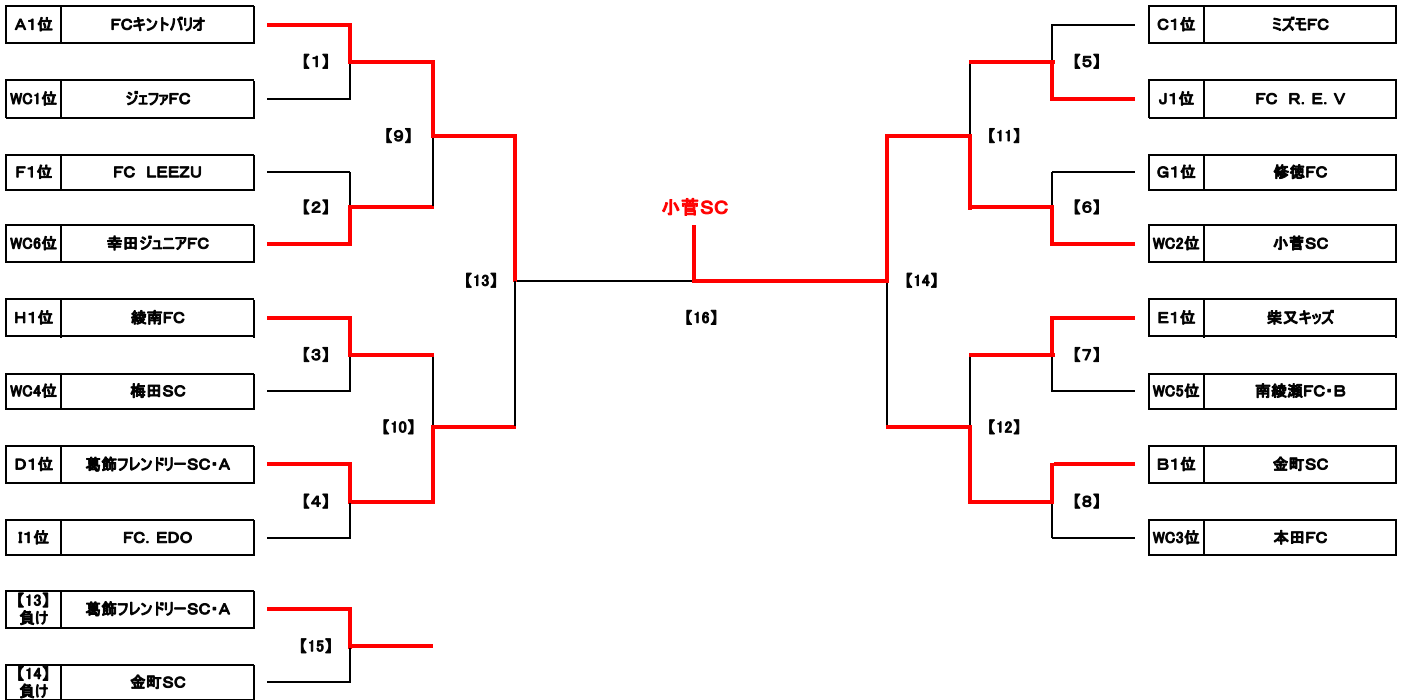 A1位 FCキントバリオ
【1】
WC1位 ジェファFC
【9】
F1位 FC LEEZU
【2】
WC6位 幸田ジュニアFC
【13】
H1位 綾南FC
【3】
WC4位 梅田SC
【10】
D1位 葛飾フレンドリーSC・A
【4】
I1位 FC．EDO
【13】負け 葛飾フレンドリーSC・A
【15】
【14】負け 金町SC
小菅SC
【16】
C1位 ミズモFC
【5】
J1位 FC R．E．V
【11】
G1位 修徳FC
【6】
WC2位 小菅SC
【14】
E1位 柴又キッズ
【7】
WC5位 南綾瀬FC・B
【12】
B1位 金町SC
【8】
WC3位 本田FC